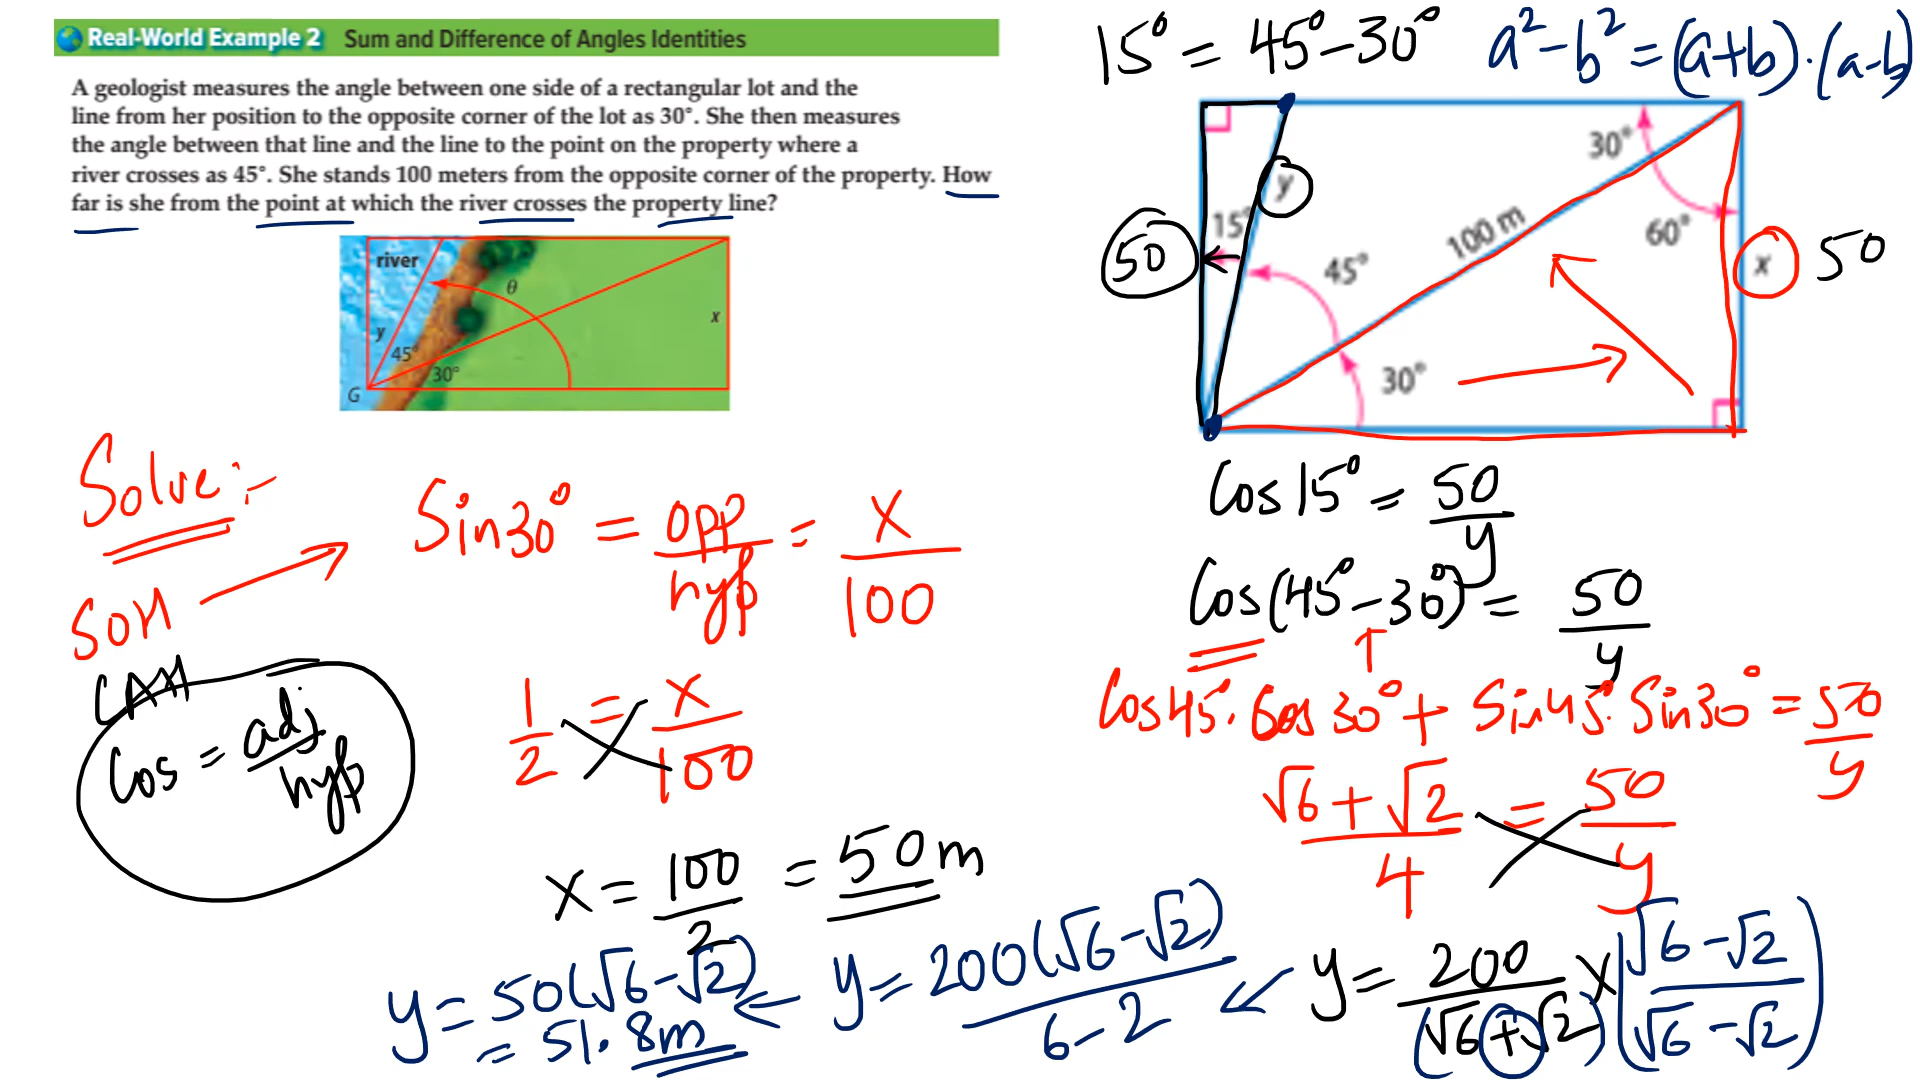 Real-World Example 2 Sum and Difference of Angles Identities
A geologist measures the angle between one side of a rectangular lot and the
line from her position to the opposite corner of the lot as 30°. She then measures
the angle between that line and the line to the point on the property where a
river crosses as 45°. She stands 100 meters from the opposite corner of the property. How
far is she from the point at which the river crosses the property line?
river
θ
y
x
45°
30°
G
15° = 45° - 30°
a² - b² = (a+b)·(a-b)
30°
y
15°
50
100 m
60°
45°
x
50
30°
Solve:-
SOH
Sin30° = opp/hyp = x/100
CAH
Cos = adj/hyp
1/2 = x/100
x = 100/2 = 50m
Cos 15° = 50/y
Cos(45° - 30°) = 50/y
Cos45°. Cos 30° + Sin45°. Sin30° = 50/y
(√6 + √2)/4 = 50/y
y = 200/(√6 + √2) x (√6 - √2)/(√6 - √2)
y = 200(√6 - √2)/(6 - 2)
y = 50(√6 - √2)
= 51.8m